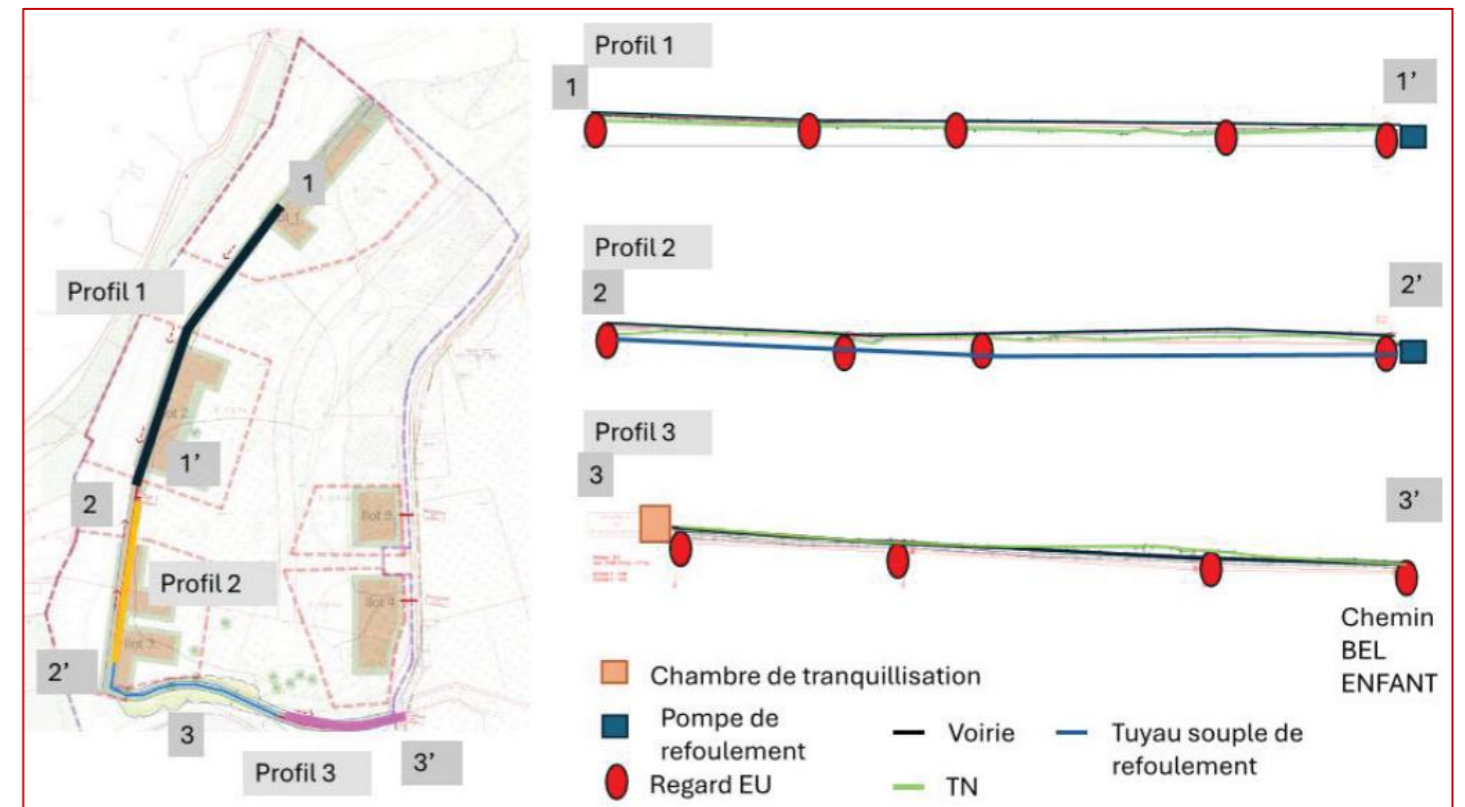 1
Profil 1
1'
2
Profil 2
2'
3
Profil 3
3'
Profil 1
1
1'
Profil 2
2
2'
Profil 3
3
3'
Chemin
BEL
ENFANT
Chambre de tranquillisation
Pompe de
refoulement
Regard EU
Voirie
TN
Tuyau souple de
refoulement